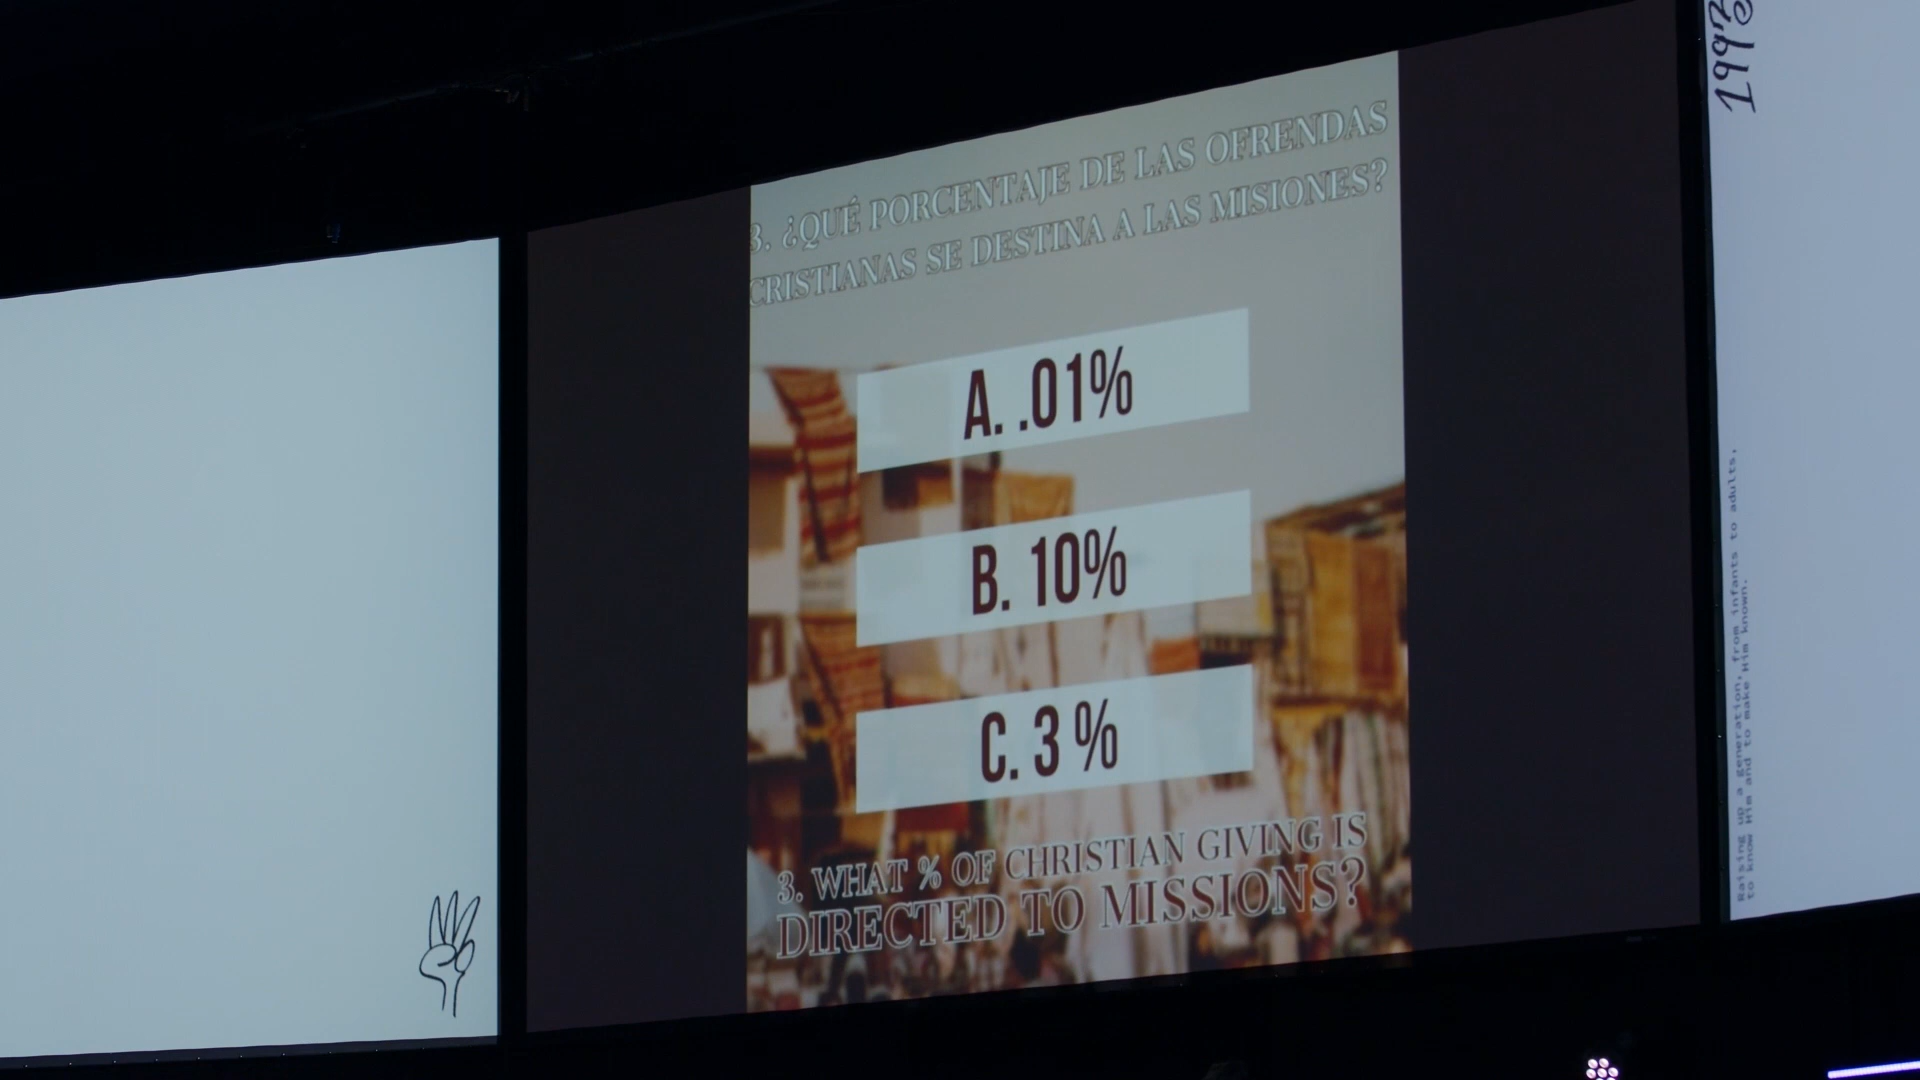 3. ¿QUÉ PORCENTAJE DE LAS OFRENDAS
CRISTIANAS SE DESTINA A LAS MISIONES?
A. .01%
B. 10%
C. 3 %
3. WHAT % OF CHRISTIAN GIVING IS
DIRECTED TO MISSIONS?
Raising up a generation, from infants to adults,
to know Him and to make Him known.